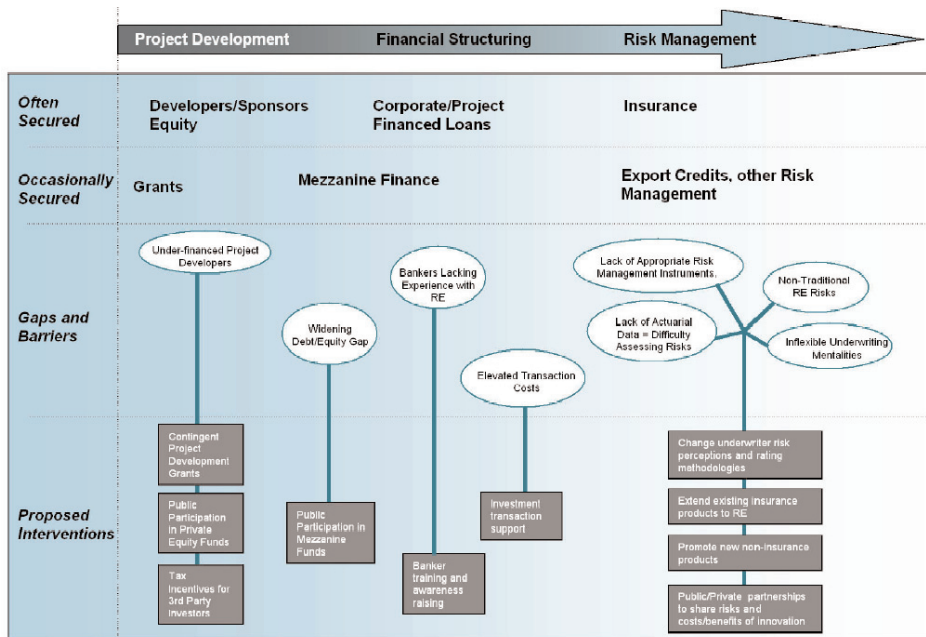 Project Development
Financial Structuring
Risk Management
Often
Secured
Developers/Sponsors
Equity
Corporate/Project
Financed Loans
Insurance
Occasionally
Secured
Grants
Mezzanine Finance
Export Credits, other Risk
Management
Gaps and
Barriers
Under-financed Project
Developers
Widening
Debt/Equity Gap
Bankers Lacking
Experience with
RE
Elevated Transaction
Costs
Lack of Appropriate Risk
Management Instruments.
Non-Traditional
RE Risks
Lack of Actuarial
Data = Difficulty
Assessing Risks
Inflexible Underwriting
Mentalities
Proposed
Interventions
Contingent
Project
Development
Grants
Public
Participation
in Private
Equity Funds
Tax
Incentives for
3rd Party
Investors
Public
Participation in
Mezzanine
Funds
Banker
training and
awareness
raising
Investment
transaction
support
Change underwriter risk
perceptions and rating
methodologies
Extend existing insurance
products to RE
Promote new non-insurance
products
Public/Private partnerships
to share risks and
costs/benefits of innovation